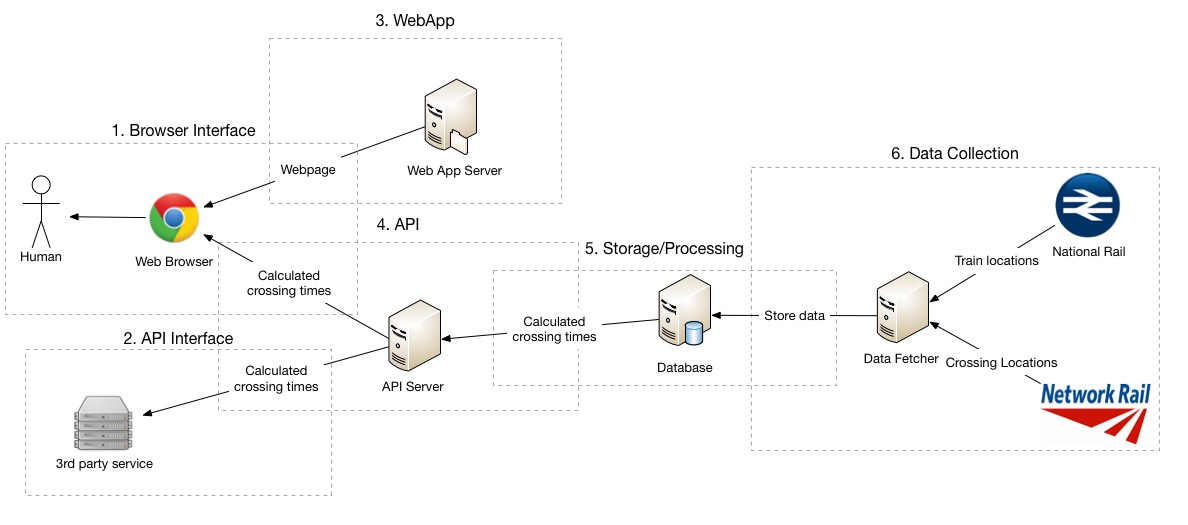 3. WebApp
Web App Server
1. Browser Interface
Webpage
Human
Web Browser
4. API
Calculated
crossing times
API Server
2. API Interface
Calculated
crossing times
3rd party service
5. Storage/Processing
Calculated
crossing times
Database
Store data
6. Data Collection
National Rail
Train locations
Data Fetcher
Crossing Locations
Network Rail